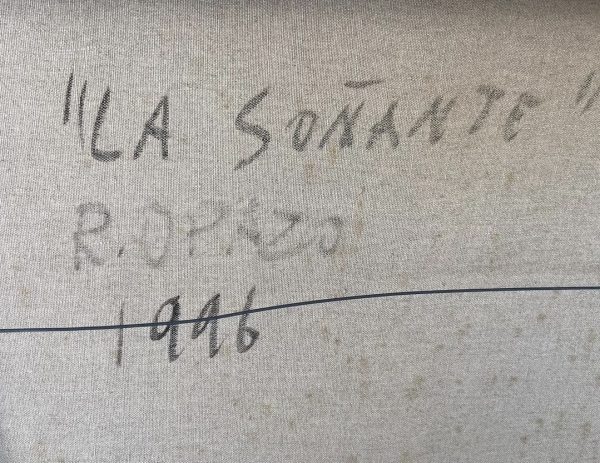 "LA SOÑANTE"
R. OPAZO
1996